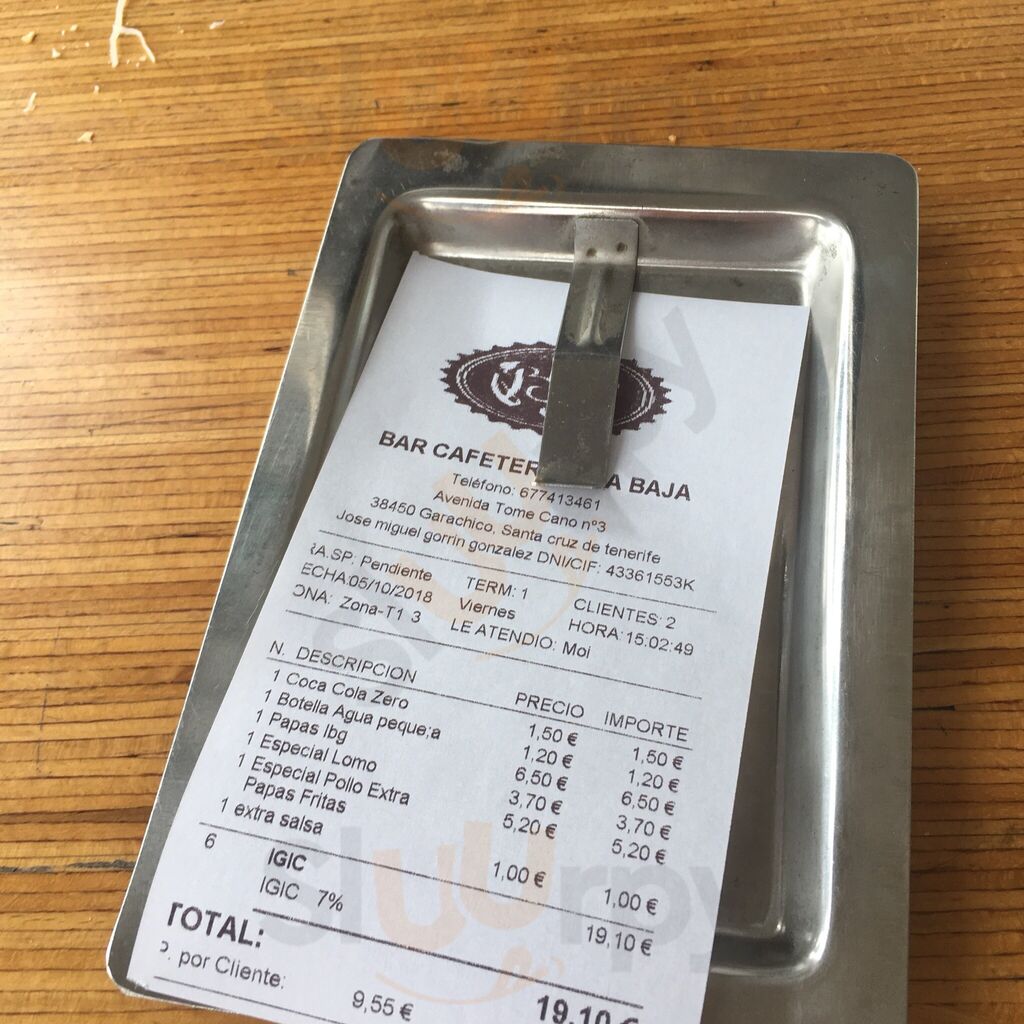 BAR CAFETER A BAJA
Teléfono: 677413461
Avenida Tome Cano nº3
38450 Garachico, Santa cruz de tenerife
Jose miguel gorrin gonzalez DNI/CIF: 43361553K
RA.SP: Pendiente TERM: 1 CLIENTES: 2
ECHA:05/10/2018 Viernes HORA: 15:02:49
ONA: Zona-T1 3 LE ATENDIO: Moi
N. DESCRIPCION PRECIO IMPORTE
1 Coca Cola Zero 1,50 € 1,50 €
1 Botella Agua peque;a 1,20 € 1,20 €
1 Papas lbg 6,50 € 6,50 €
1 Especial Lomo 3,70 € 3,70 €
1 Especial Pollo Extra 5,20 € 5,20 €
Papas Fritas
1 extra salsa 1,00 € 1,00 €
6 IGIC 19,10 €
IGIC 7%
TOTAL: 19,10 €
P. por Cliente: 9,55 €
sluurpy
sluurpy